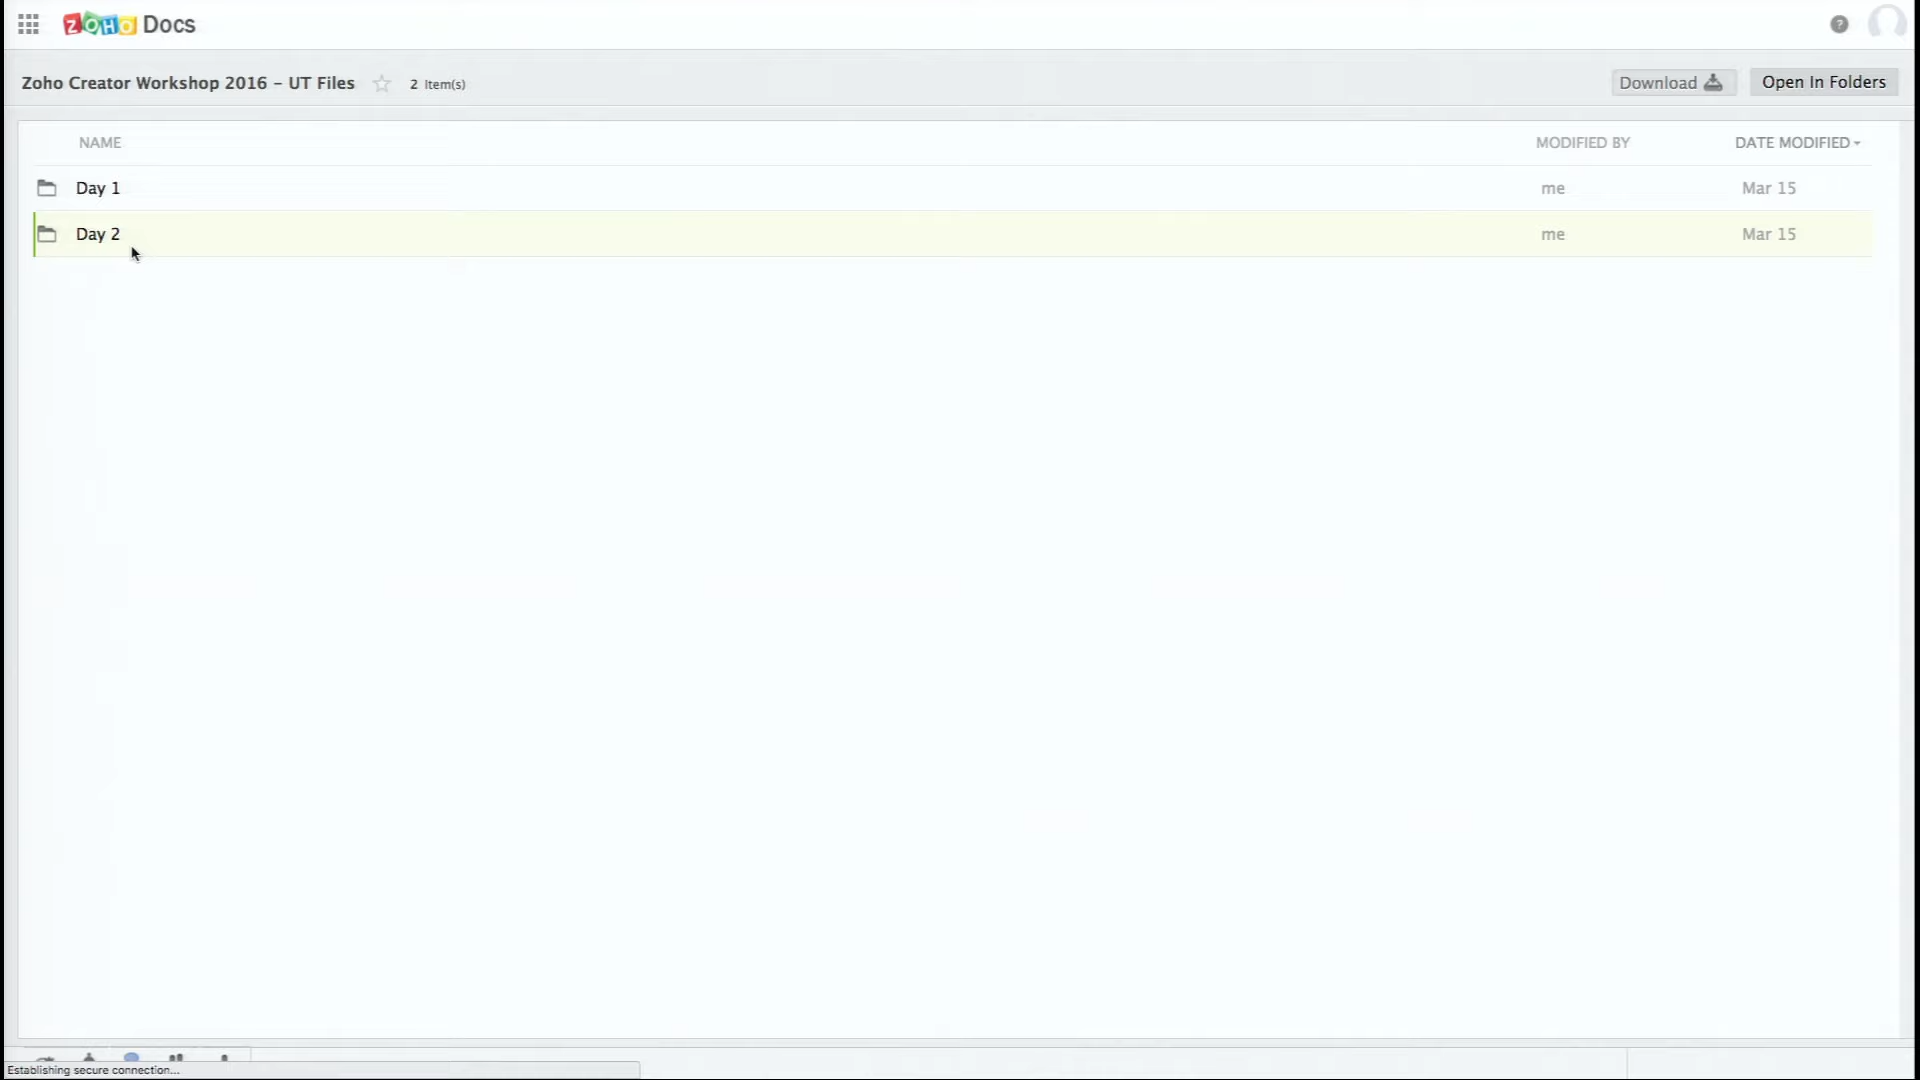 ZOHO Docs
?
Zoho Creator Workshop 2016 – UT Files 2 Item(s) Download Open In Folders
NAME MODIFIED BY DATE MODIFIED
Day 1 me Mar 15
Day 2 me Mar 15
Establishing secure connection...